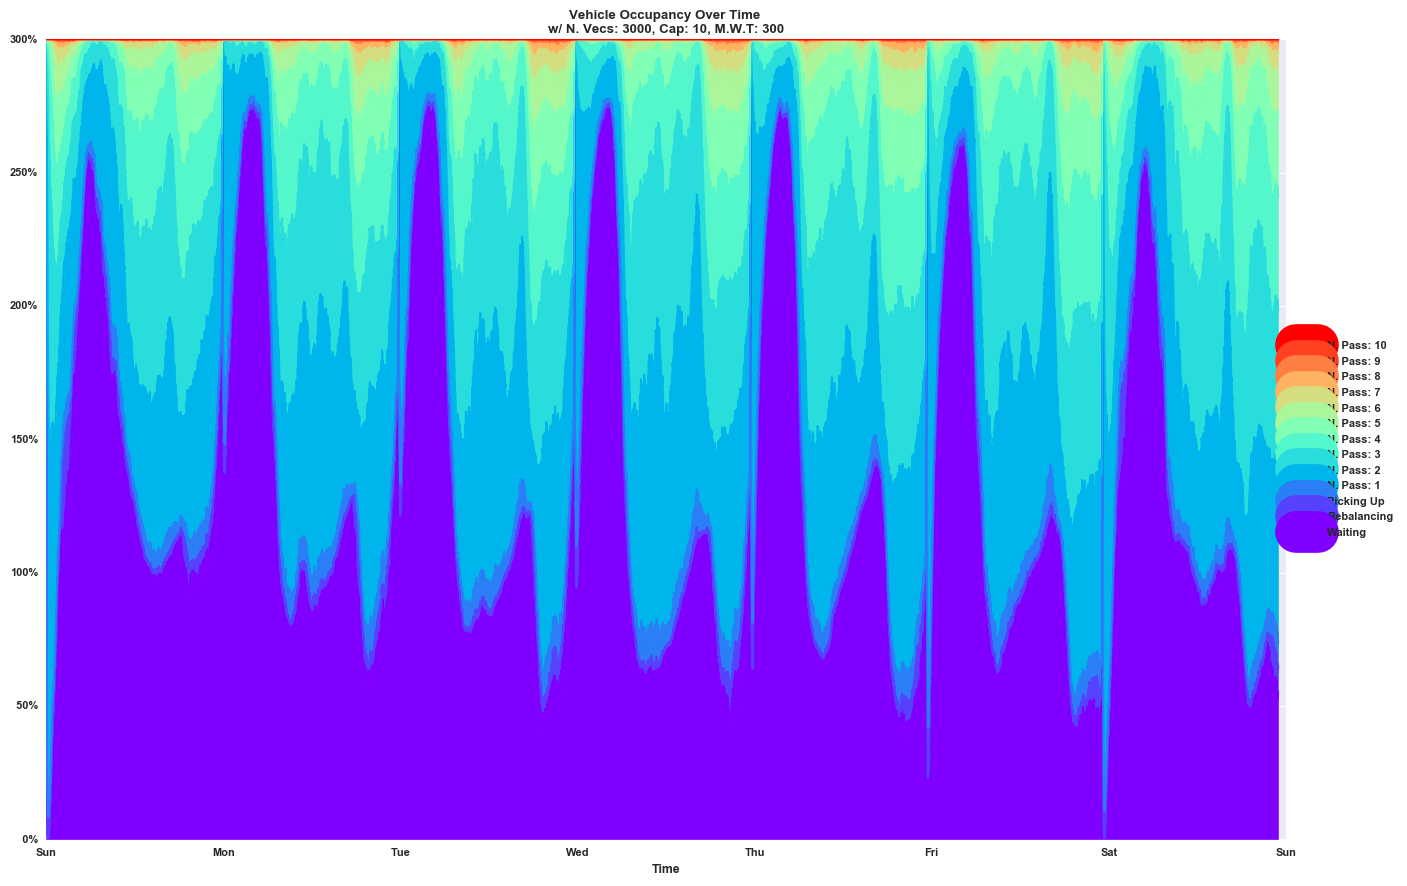 Vehicle Occupancy Over Time
w/ N. Vecs: 3000, Cap: 10, M.W.T: 300
300%
250%
200%
150%
100%
50%
0%
Sun Mon Tue Wed Thu Fri Sat Sun
Time
N. Pass: 10
N. Pass: 9
N. Pass: 8
N. Pass: 7
N. Pass: 6
N. Pass: 5
N. Pass: 4
N. Pass: 3
N. Pass: 2
N. Pass: 1
Picking Up
Rebalancing
Waiting